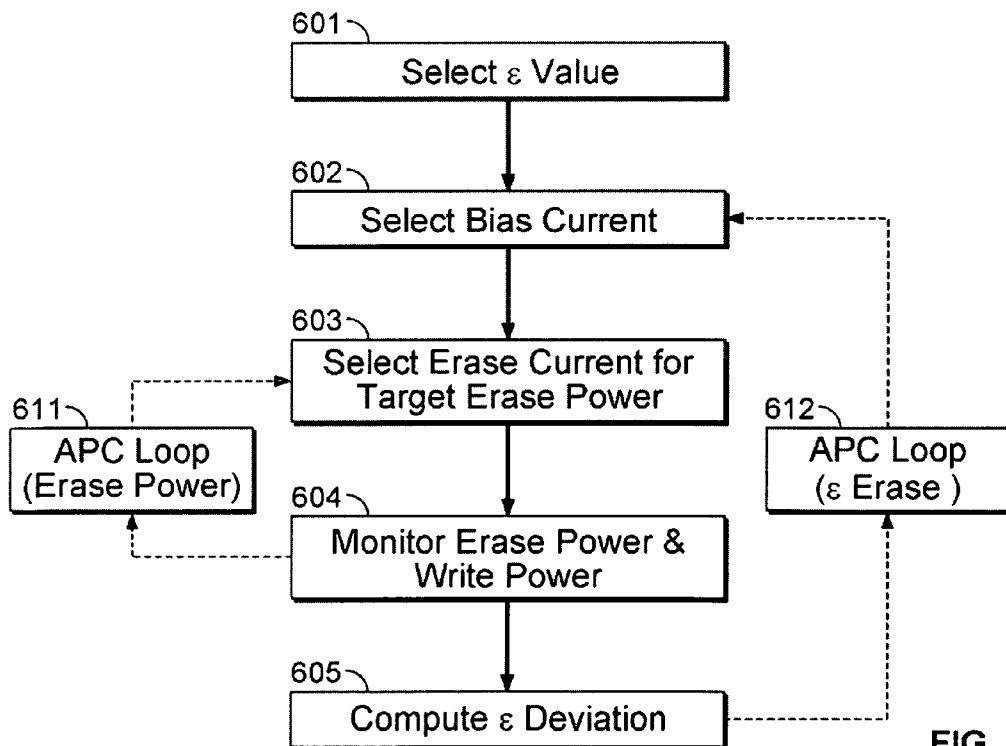 601
Select ε Value
602
Select Bias Current
603
Select Erase Current for
Target Erase Power
611
APC Loop
(Erase Power)
612
APC Loop
(ε Erase )
604
Monitor Erase Power &
Write Power
605
Compute ε Deviation
FIG